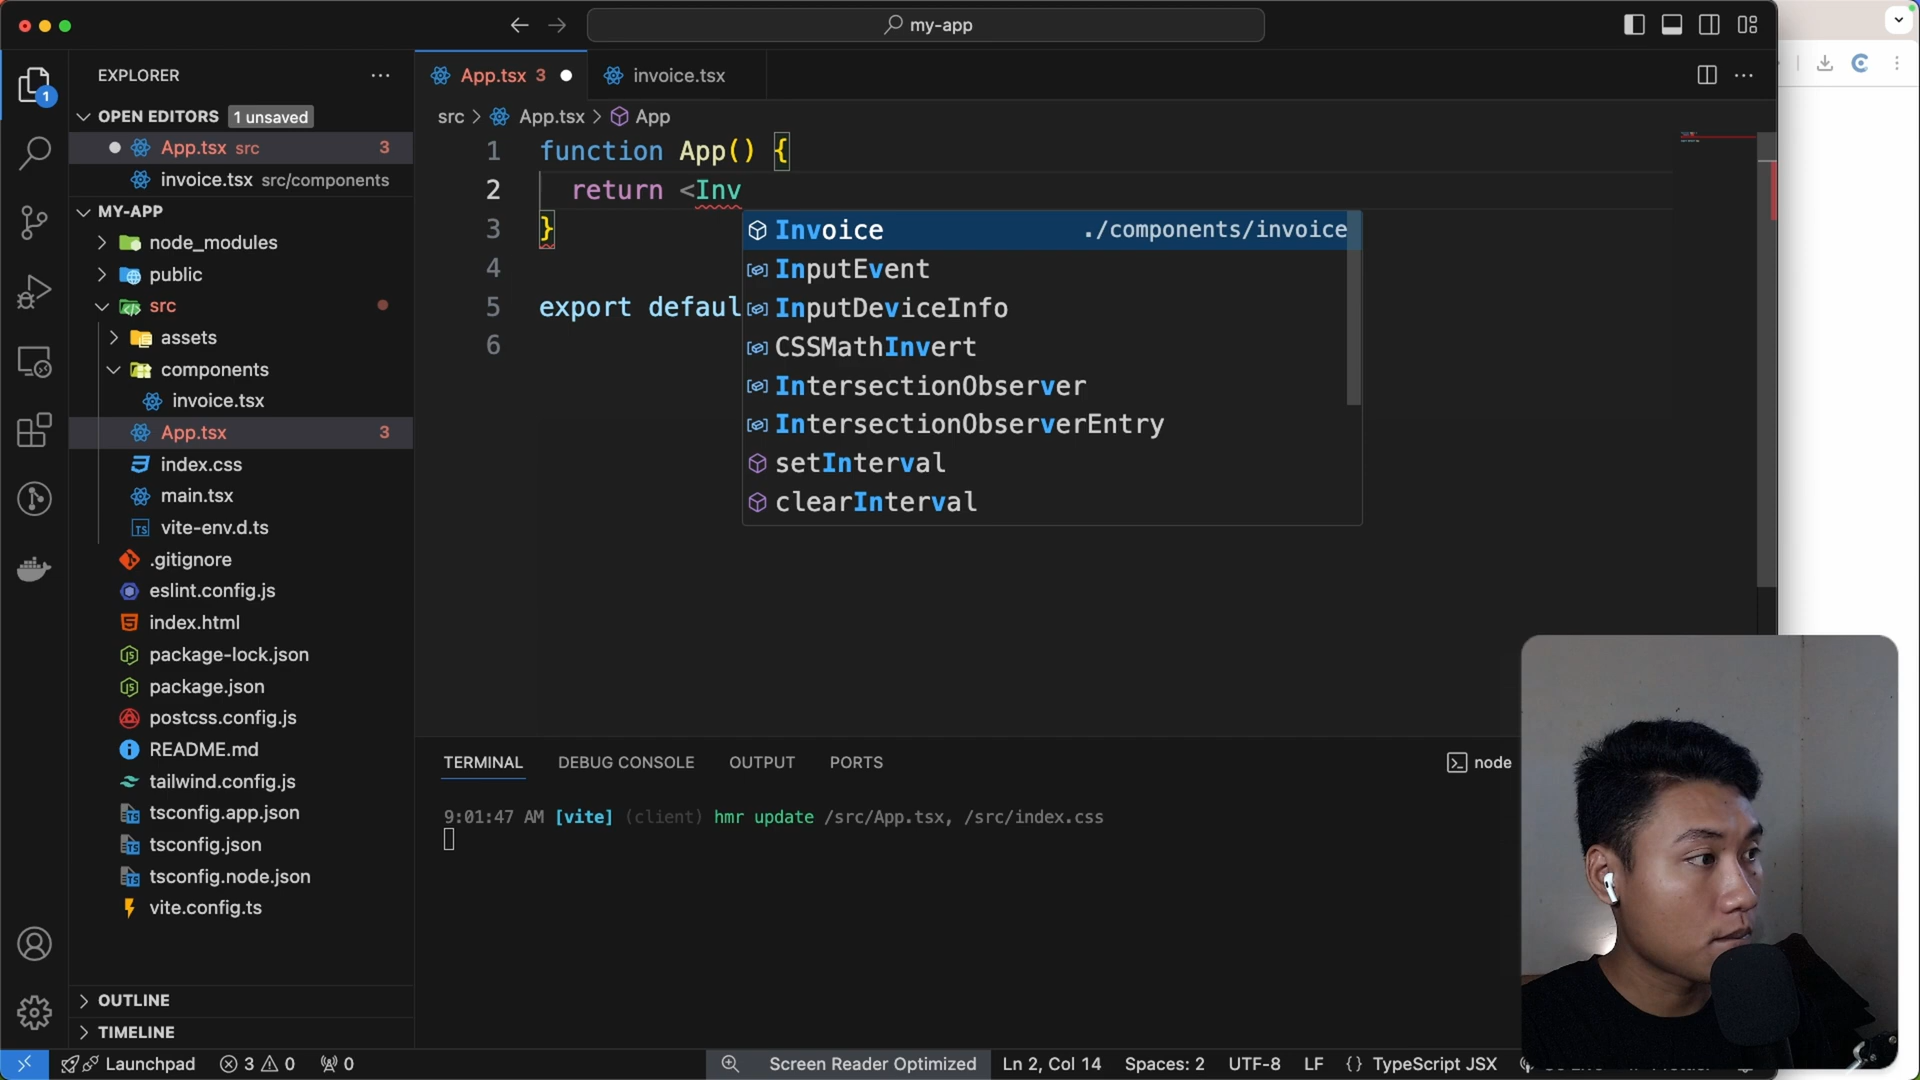 my-app
EXPLORER
App.tsx 3
invoice.tsx
OPEN EDITORS 1 unsaved
src > App.tsx > App
App.tsx src 3
invoice.tsx src/components
MY-APP
node_modules
public
src
assets
components
invoice.tsx
App.tsx 3
index.css
main.tsx
vite-env.d.ts
.gitignore
eslint.config.js
index.html
package-lock.json
package.json
postcss.config.js
README.md
tailwind.config.js
tsconfig.app.json
tsconfig.json
tsconfig.node.json
vite.config.ts
OUTLINE
TIMELINE
1 function App() {
2 return <Inv
3 }
4
5 export defaul
6
Invoice ./components/invoice
InputEvent
InputDeviceInfo
CSSMathInvert
IntersectionObserver
IntersectionObserverEntry
setInterval
clearInterval
TERMINAL DEBUG CONSOLE OUTPUT PORTS
node
9:01:47 AM [vite] (client) hmr update /src/App.tsx, /src/index.css
1
Launchpad 3 0 0
Screen Reader Optimized Ln 2, Col 14 Spaces: 2 UTF-8 LF {} TypeScript JSX